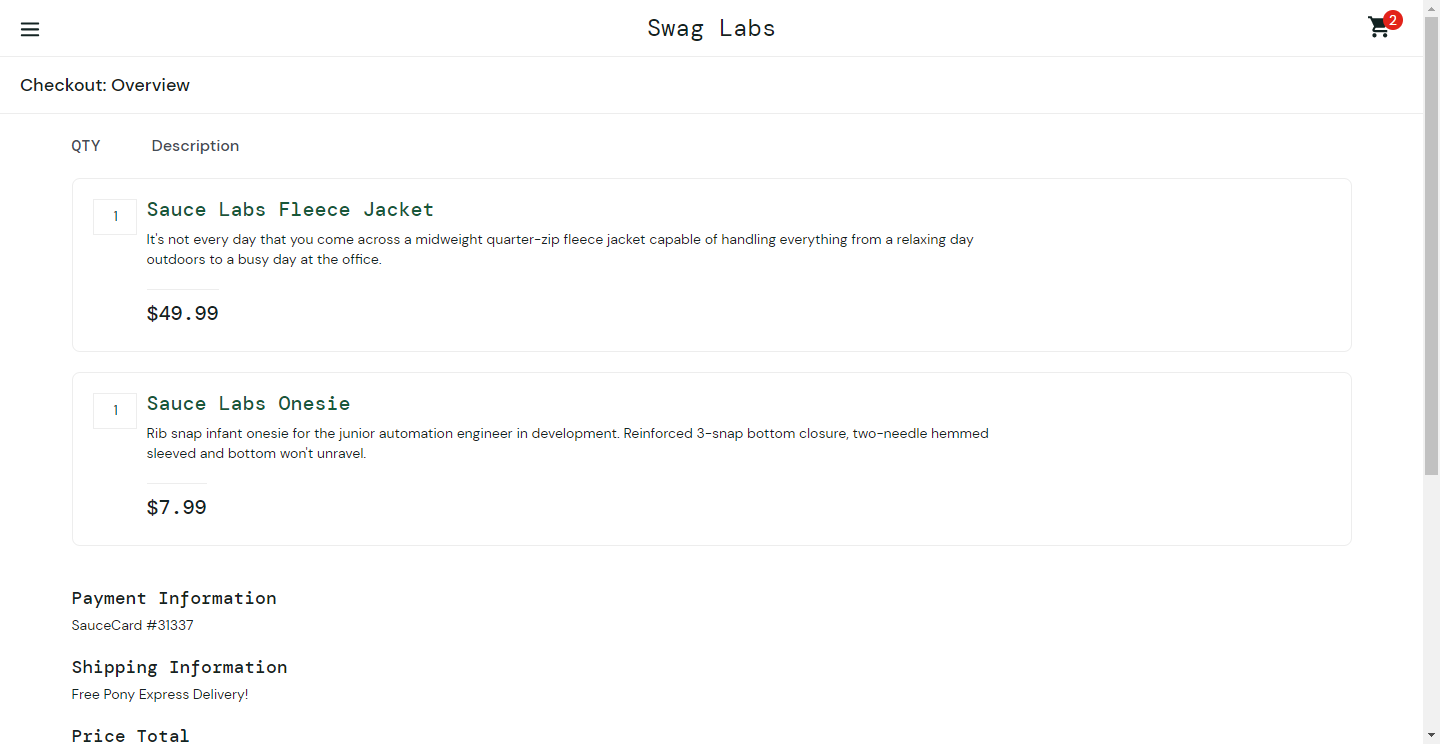 Swag Labs
2
Checkout: Overview
QTY Description
1
Sauce Labs Fleece Jacket
It's not every day that you come across a midweight quarter-zip fleece jacket capable of handling everything from a relaxing day
outdoors to a busy day at the office.
$49.99
1
Sauce Labs Onesie
Rib snap infant onesie for the junior automation engineer in development. Reinforced 3-snap bottom closure, two-needle hemmed
sleeved and bottom won't unravel.
$7.99
Payment Information
SauceCard #31337
Shipping Information
Free Pony Express Delivery!
Price Total